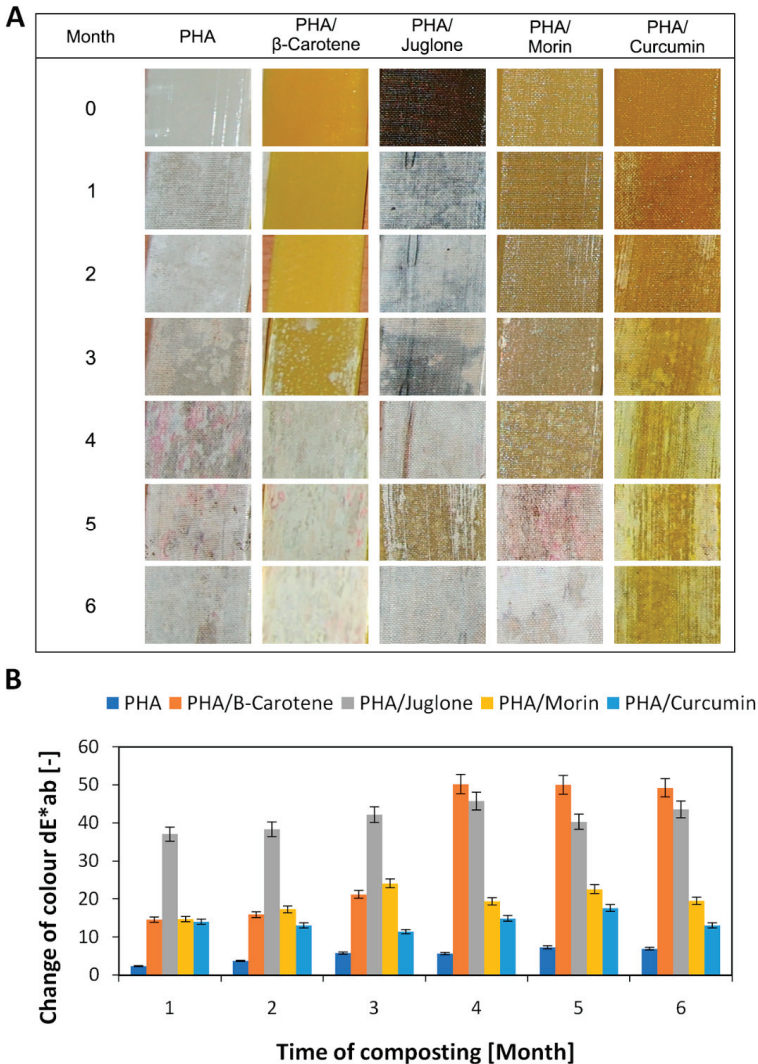 A
Month PHA PHA/ β-Carotene PHA/ Juglone PHA/ Morin PHA/ Curcumin
0
1
2
3
4
5
6
B
PHA PHA/B-Carotene PHA/Juglone PHA/Morin PHA/Curcumin
Change of colour dE*ab [-]
60
50
40
30
20
10
0
1 2 3 4 5 6
Time of composting [Month]